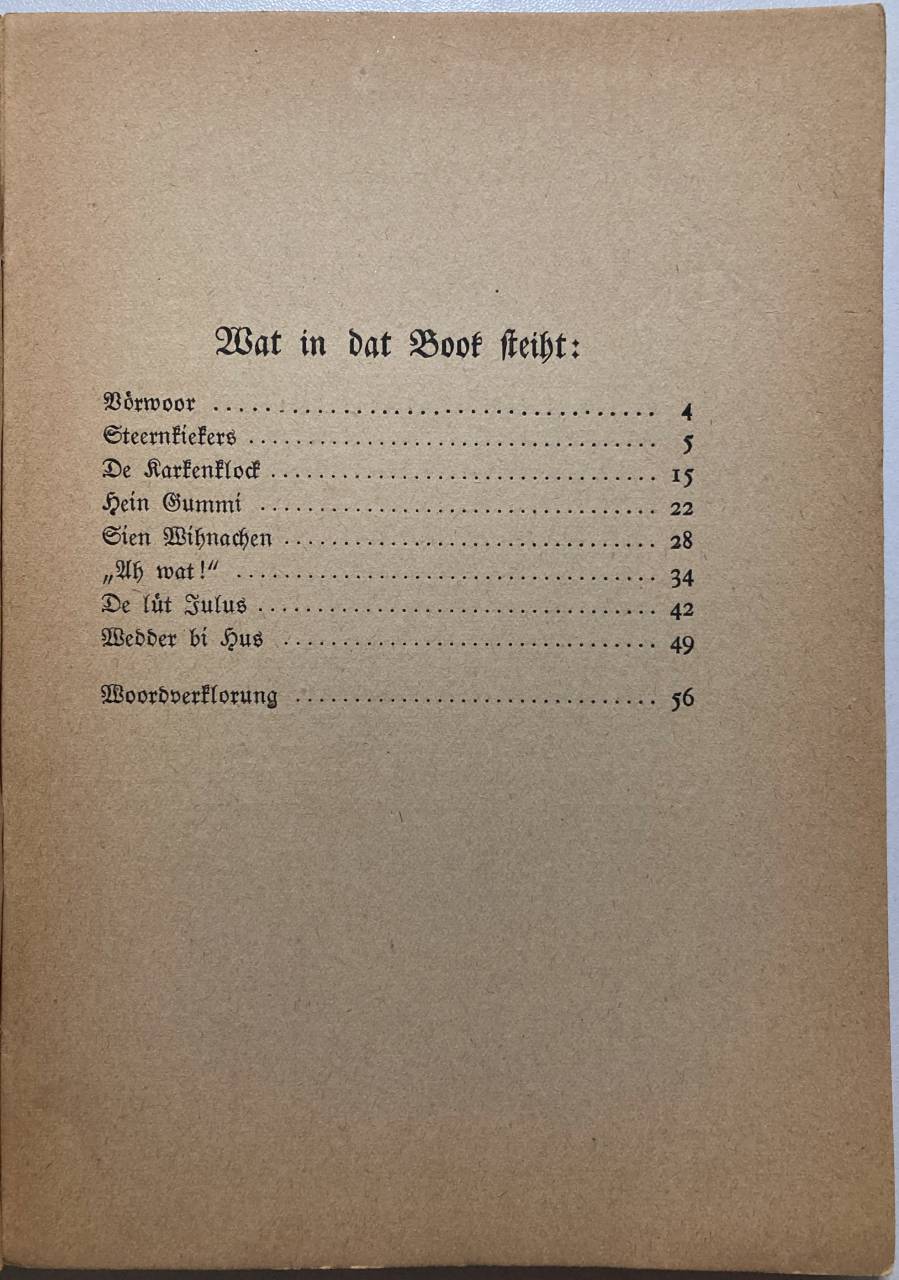 Wat in dat Book steiht:
Vörwoor .................................. 4
Steernkiekers ................................ 5
De Karkenklock .............................. 15
Hein Gummi ............................... 22
Sien Wihnachen ............................. 28
„Ah wat!“ ................................. 34
De lüt Julus ............................... 42
Wedder bi Hus ............................. 49
Woordverklorung ............................ 56